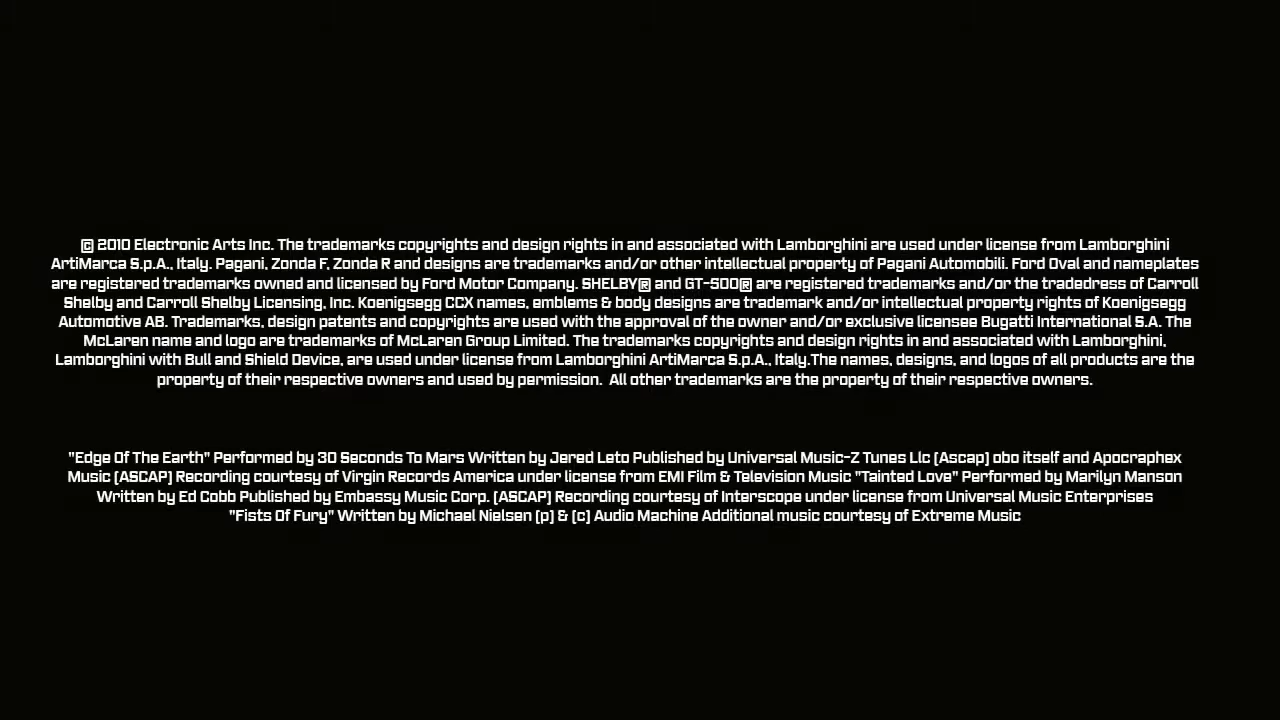 © 2010 Electronic Arts Inc. The trademarks copyrights and design rights in and associated with Lamborghini are used under license from Lamborghini
ArtiMarca S.p.A., Italy. Pagani, Zonda F, Zonda R and designs are trademarks and/or other intellectual property of Pagani Automobili. Ford Oval and nameplates
are registered trademarks owned and licensed by Ford Motor Company. SHELBY® and GT-500® are registered trademarks and/or the tradedress of Carroll
Shelby and Carroll Shelby Licensing, Inc. Koenigsegg CCX names, emblems & body designs are trademark and/or intellectual property rights of Koenigsegg
Automotive AB. Trademarks, design patents and copyrights are used with the approval of the owner and/or exclusive licensee Bugatti International S.A. The
McLaren name and logo are trademarks of McLaren Group Limited. The trademarks copyrights and design rights in and associated with Lamborghini,
Lamborghini with Bull and Shield Device, are used under license from Lamborghini ArtiMarca S.p.A., Italy.The names, designs, and logos of all products are the
property of their respective owners and used by permission.  All other trademarks are the property of their respective owners.
"Edge Of The Earth" Performed by 30 Seconds To Mars Written by Jered Leto Published by Universal Music-Z Tunes Llc (Ascap) obo itself and Apocraphex
Music (ASCAP) Recording courtesy of Virgin Records America under license from EMI Film & Television Music "Tainted Love" Performed by Marilyn Manson
Written by Ed Cobb Published by Embassy Music Corp. (ASCAP) Recording courtesy of Interscope under license from Universal Music Enterprises
"Fists Of Fury" Written by Michael Nielsen (p) & (c) Audio Machine Additional music courtesy of Extreme Music